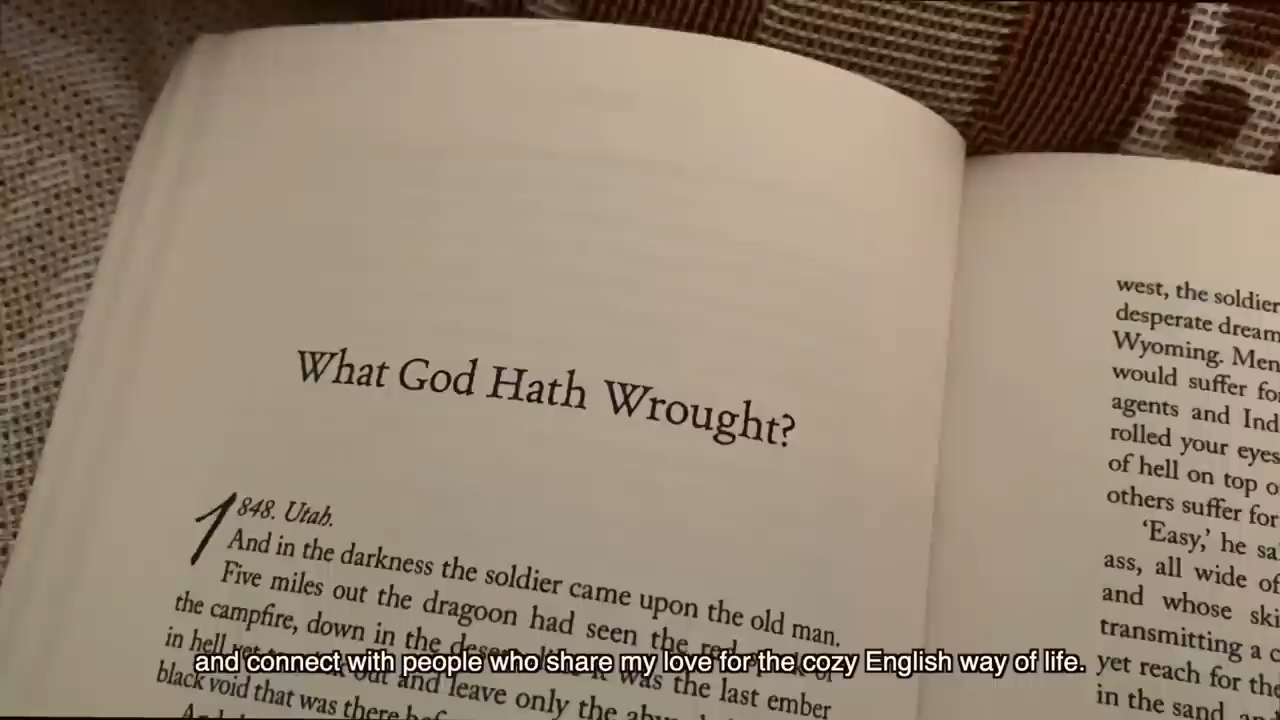 What God Hath Wrought?
1848. Utah.
And in the darkness the soldier came upon the old man.
Five miles out the dragoon had seen the red
the campfire, down in the it was the last ember
in hell and leave only the
black void that was there
west, the soldier
desperate dream
Wyoming. Men
would suffer for
agents and Ind
rolled your eyes
of hell on top o
others suffer for
‘Easy,’ he sa
ass, all wide of
and whose ski
transmitting a c
yet reach for the
in the sand
and connect with people who share my love for the cozy English way of life.